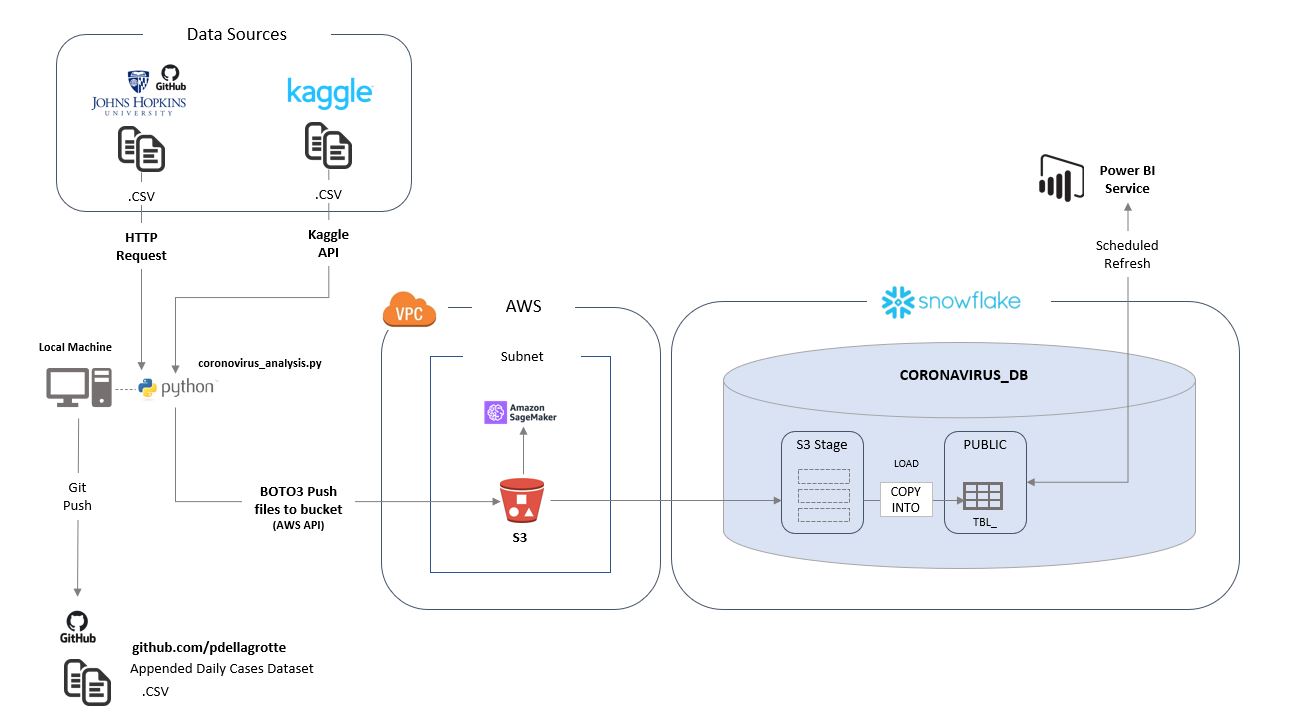 Data Sources
GitHub
JOHNS HOPKINS
UNIVERSITY
kaggle
.CSV
.CSV
HTTP
Request
Kaggle
API
Local Machine
coronovirus_analysis.py
python
Git
Push
GitHub
github.com/pdellagrotte
Appended Daily Cases Dataset
.CSV
BOTO3 Push
files to bucket
(AWS API)
VPC
AWS
Subnet
Amazon
SageMaker
S3
snowflake
CORONAVIRUS_DB
S3 Stage
LOAD
COPY
INTO
PUBLIC
TBL_
Power BI
Service
Scheduled
Refresh